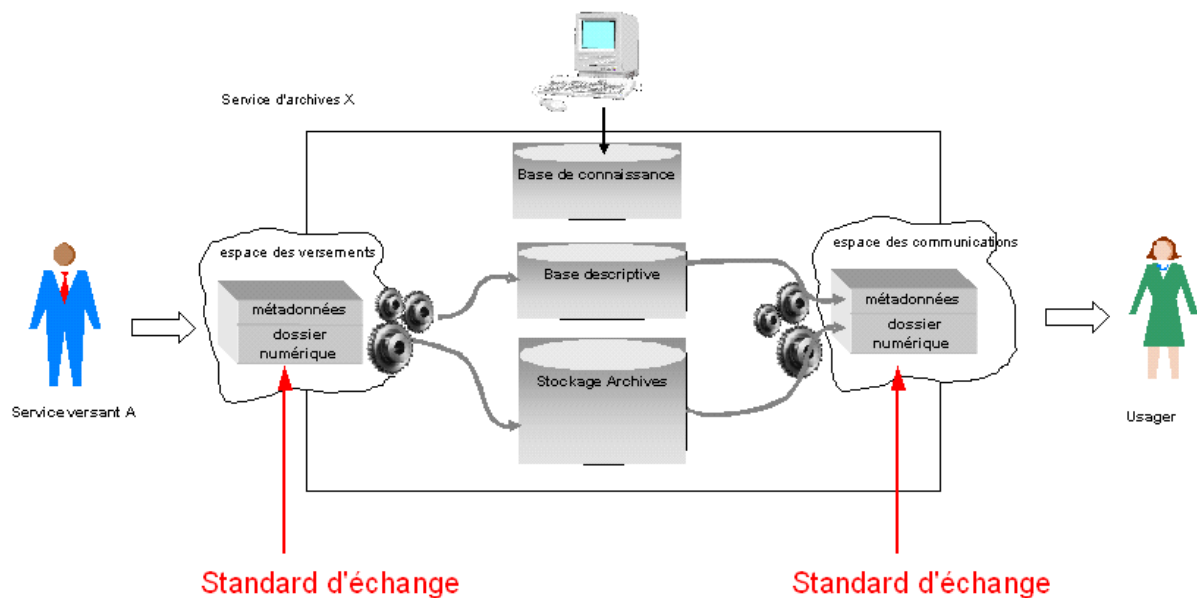 Service d'archives X
Base de connaissance
espace des versements
espace des communications
Base descriptive
métadonnées
dossier
numérique
métadonnées
dossier
numérique
Stockage Archives
Service versant A
Usager
Standard d'échange
Standard d'échange